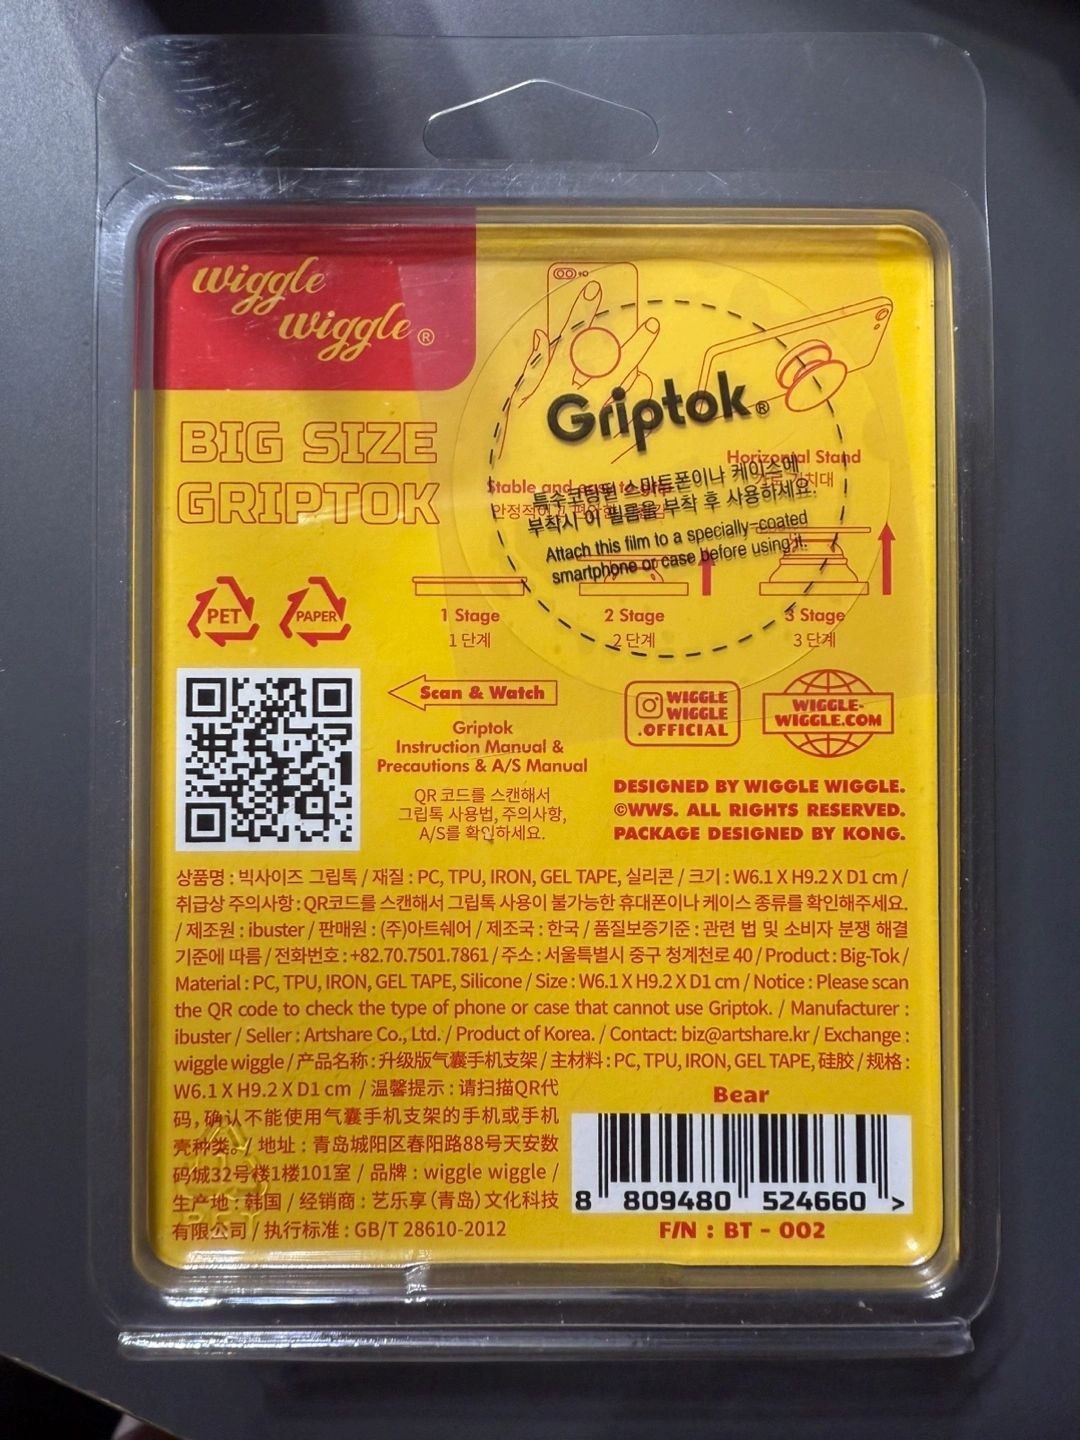 wiggle
wiggle®
BIG SIZE
GRIPTOK
Griptok®
특수코팅된 스마트폰이나 케이스에
부착시 이 필름을 부착 후 사용하세요.
Attach this film to a specially-coated
smartphone or case before using it.
Stable and easy to
안정적이고
Horizontal Stand
거치대
PET
PAPER
1 Stage
1 단계
2 Stage
2 단계
3 Stage
3 단계
Scan & Watch
Griptok
Instruction Manual &
Precautions & A/S Manual
QR 코드를 스캔해서
그립톡 사용법, 주의사항,
A/S를 확인하세요.
WIGGLE
WIGGLE
.OFFICIAL
WIGGLE-
WIGGLE.COM
DESIGNED BY WIGGLE WIGGLE.
©WWS. ALL RIGHTS RESERVED.
PACKAGE DESIGNED BY KONG.
상품명 : 빅사이즈 그립톡 / 재질 : PC, TPU, IRON, GEL TAPE, 실리콘 / 크기 : W6.1 X H9.2 X D1 cm /
취급상 주의사항 : QR코드를 스캔해서 그립톡 사용이 불가능한 휴대폰이나 케이스 종류를 확인해주세요.
/ 제조원 : ibuster / 판매원 : (주)아트쉐어 / 제조국 : 한국 / 품질보증기준 : 관련 법 및 소비자 분쟁 해결
기준에 따름 / 전화번호 : +82.70.7501.7861 / 주소 : 서울특별시 중구 청계천로 40 / Product : Big-Tok /
Material : PC, TPU, IRON, GEL TAPE, Silicone / Size : W6.1 X H9.2 X D1 cm / Notice : Please scan
the QR code to check the type of phone or case that cannot use Griptok. / Manufacturer :
ibuster / Seller : Artshare Co., Ltd. / Product of Korea. / Contact: biz@artshare.kr / Exchange :
wiggle wiggle / 产品名称 : 升级版气囊手机支架 / 主材料 : PC, TPU, IRON, GEL TAPE, 硅胶 / 规格 :
W6.1 X H9.2 X D1 cm / 温馨提示 : 请扫描QR代
码, 确认不能使用气囊手机支架的手机或手机
壳种类。/ 地址 : 青岛城阳区春阳路88号天安数
码城32号楼1楼101室 / 品牌 : wiggle wiggle /
生产地 : 韩国 / 经销商 : 艺乐享 (青岛) 文化科技
有限公司 / 执行标准 : GB/T 28610-2012
Bear
8 809480 524660 >
F/N : BT - 002